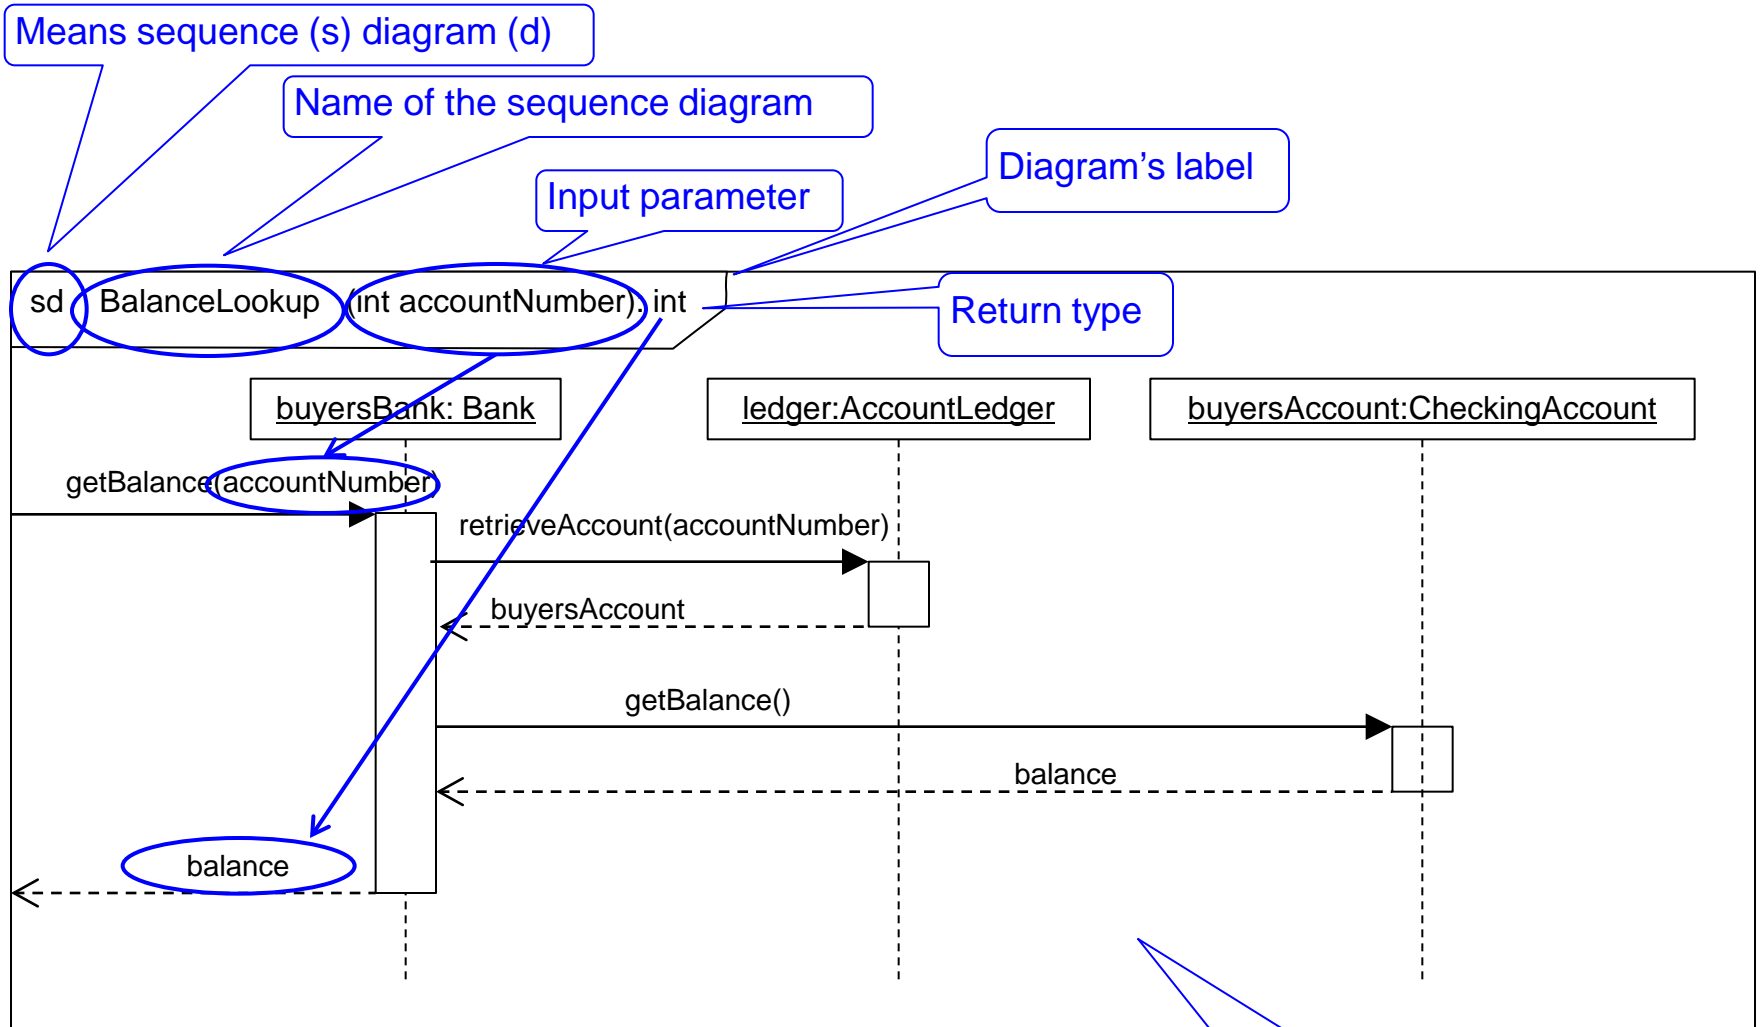 Means sequence (s) diagram (d)
Name of the sequence diagram
Diagram’s label
Input parameter
sd BalanceLookup (int accountNumber): int
Return type
buyersBank: Bank
ledger:AccountLedger
buyersAccount:CheckingAccount
getBalance(accountNumber)
retrieveAccount(accountNumber)
buyersAccount
getBalance()
balance
balance